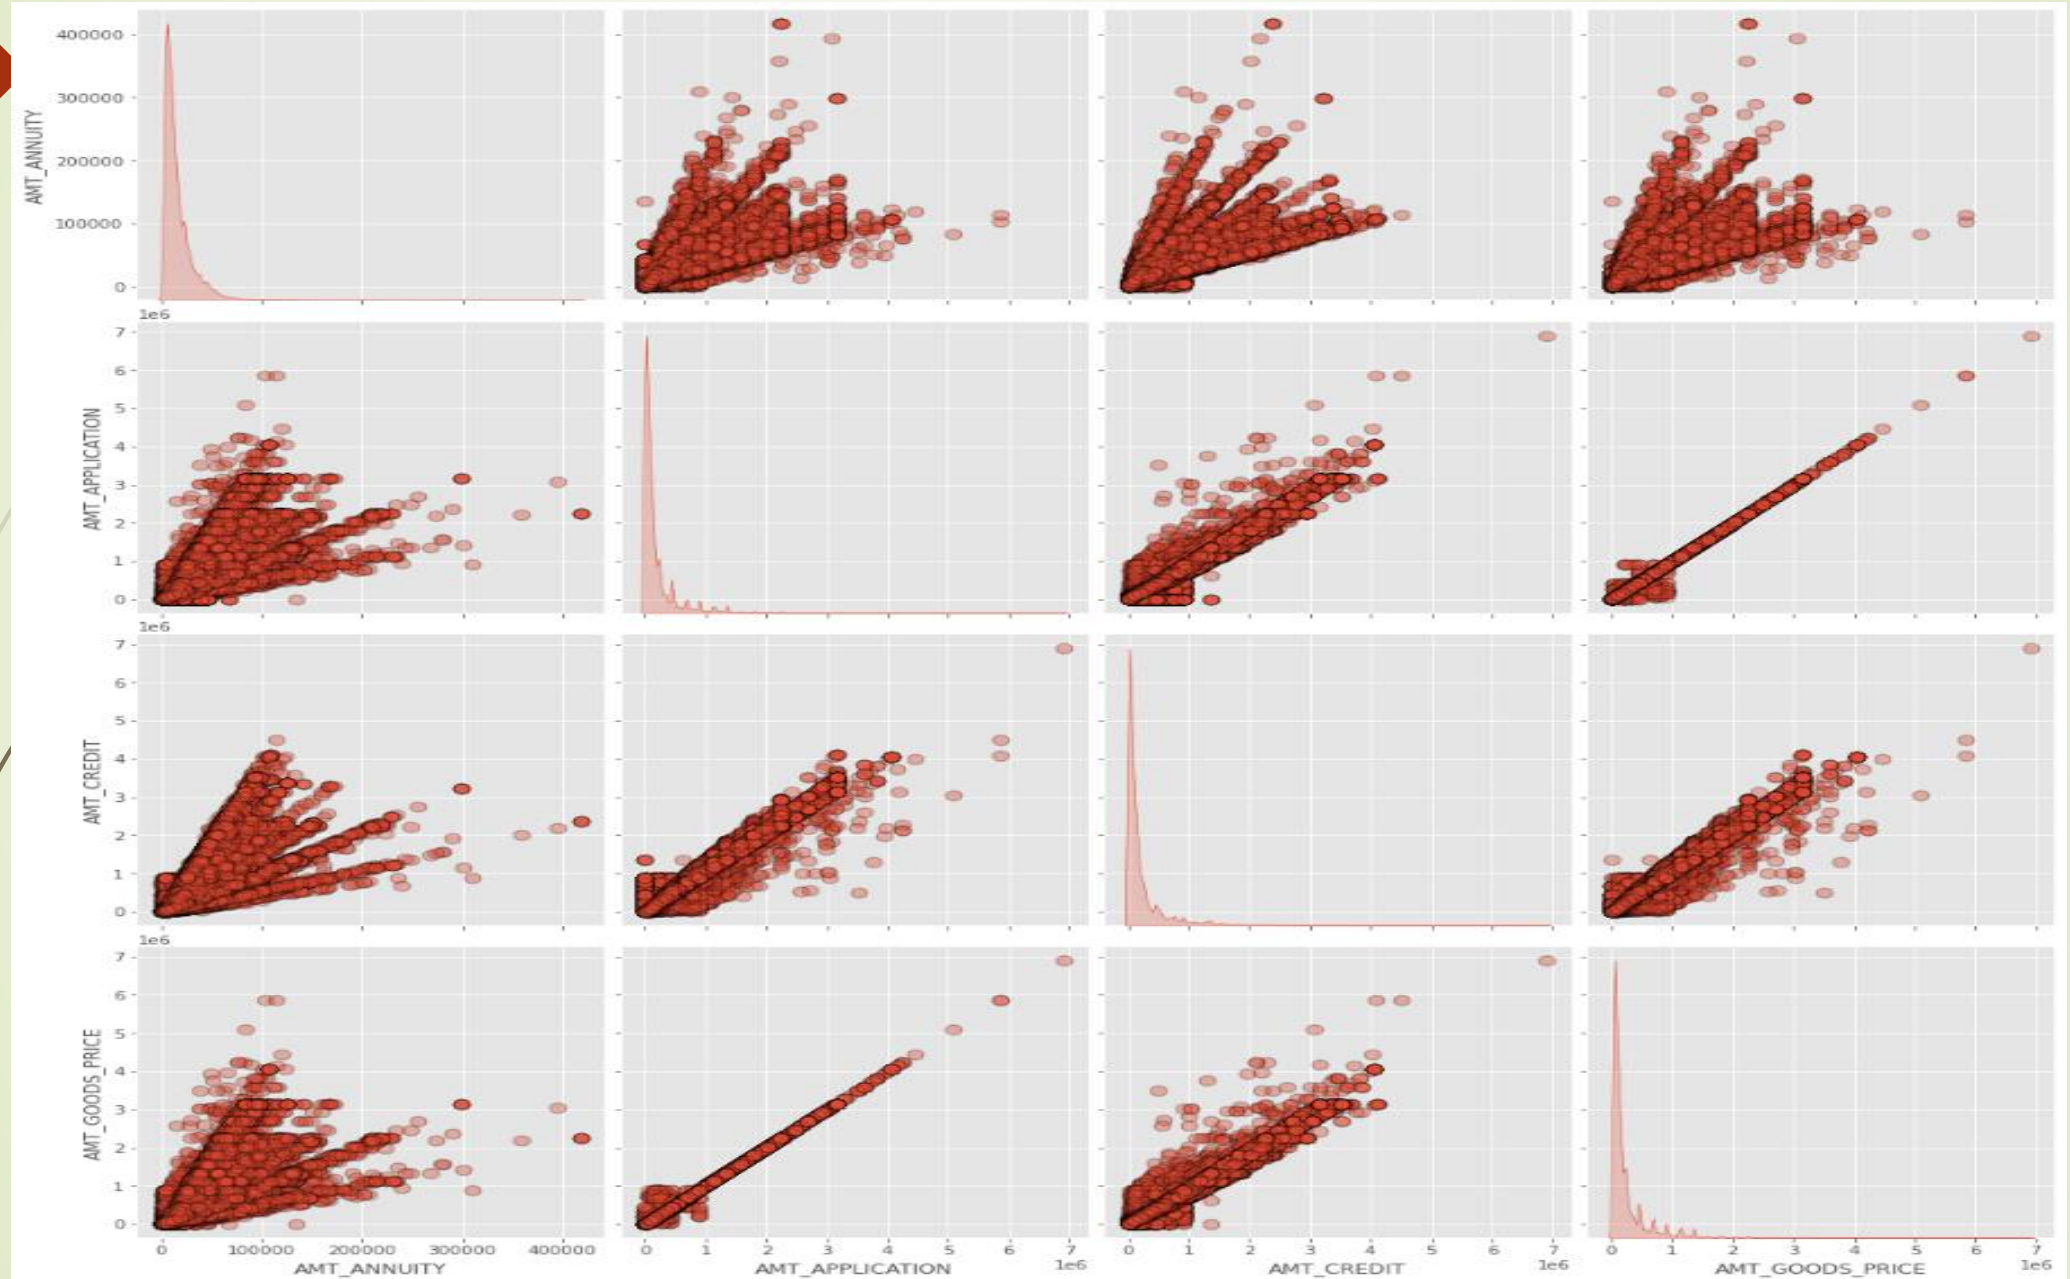 400000
300000
200000
100000
0
AMT_ANNUITY
1e6
7
6
5
4
3
2
1
0
AMT_APPLICATION
1e6
7
6
5
4
3
2
1
0
AMT_CREDIT
1e6
7
6
5
4
3
2
1
0
AMT_GOODS_PRICE
0 100000 200000 300000 400000
AMT_ANNUITY
0 1 2 3 4 5 6 7
AMT_APPLICATION 1e6
0 1 2 3 4 5 6 7
AMT_CREDIT 1e6
0 1 2 3 4 5 6 7
AMT_GOODS_PRICE 1e6